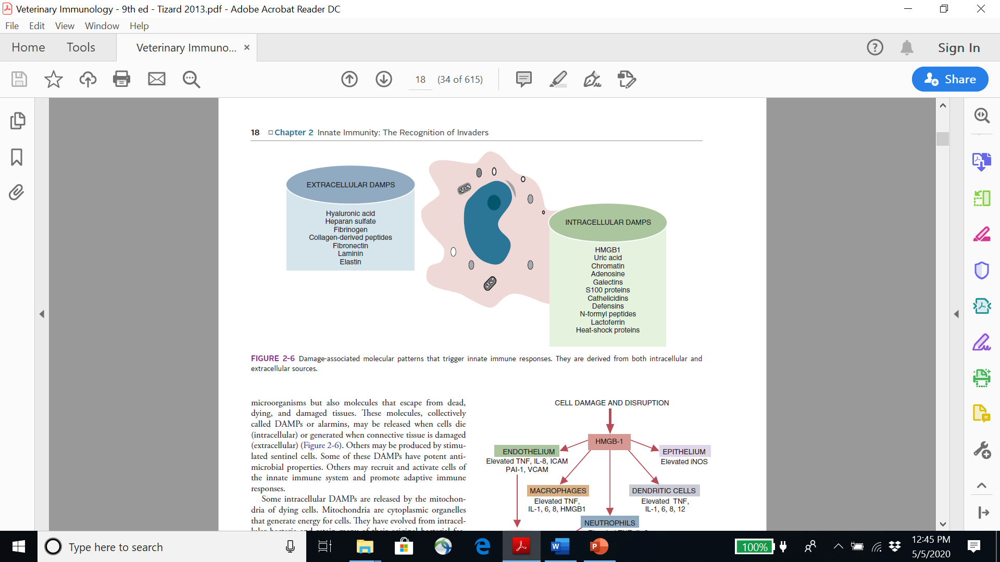 Veterinary Immunology - 9th ed - Tizard 2013.pdf - Adobe Acrobat Reader DC
File Edit View Window Help
Home Tools Veterinary Immuno... × Sign In
18 (34 of 615) Share
18 Chapter 2 Innate Immunity: The Recognition of Invaders
EXTRACELLULAR DAMPS
Hyaluronic acid
Heparan sulfate
Fibrinogen
Collagen-derived peptides
Fibronectin
Laminin
Elastin
INTRACELLULAR DAMPS
HMGB1
Uric acid
Chromatin
Adenosine
Galectins
S100 proteins
Cathelicidins
Defensins
N-formyl peptides
Lactoferrin
Heat-shock proteins
FIGURE 2-6 Damage-associated molecular patterns that trigger innate immune responses. They are derived from both intracellular and
extracellular sources.
microorganisms but also molecules that escape from dead,
dying, and damaged tissues. These molecules, collectively
called DAMPs or alarmins, may be released when cells die
(intracellular) or generated when connective tissue is damaged
(extracellular) (Figure 2-6). Others may be produced by stimu-
lated sentinel cells. Some of these DAMPs have potent anti-
microbial properties. Others may recruit and activate cells of
the innate immune system and promote adaptive immune
responses.
Some intracellular DAMPs are released by the mitochon-
dria of dying cells. Mitochondria are cytoplasmic organelles
that generate energy for cells. They have evolved from intracel-
CELL DAMAGE AND DISRUPTION
HMGB-1
ENDOTHELIUM
Elevated TNF, IL-8, ICAM
PAI-1, VCAM
EPITHELIUM
Elevated iNOS
MACROPHAGES
Elevated TNF,
IL-1, 6, 8, HMGB1
DENDRITIC CELLS
Elevated TNF,
IL-1, 6, 8, 12
NEUTROPHILS
Type here to search
100%
12:45 PM
5/5/2020